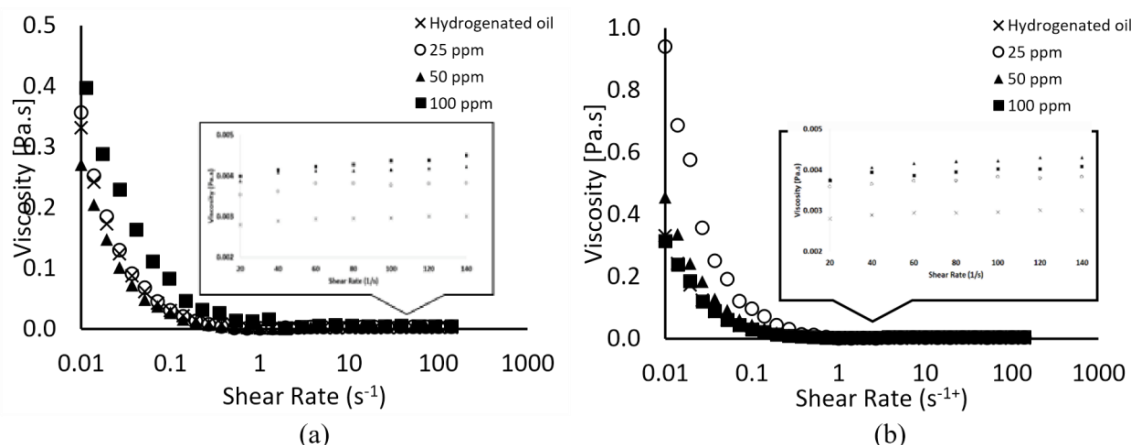 0.5
0.4
0.3
0.2
0.1
0.0
Viscosity [Pa.s]
0.01 0.1 1 10 100 1000
Shear Rate (s-1)
Hydrogenated oil
25 ppm
50 ppm
100 ppm
0.005
0.004
0.003
0.002
Viscosity (Pa.s)
20 40 60 80 100 120 140
Shear Rate (1/s)
(a)
1.0
0.8
0.6
0.4
0.2
0.0
Viscosity [Pa.s]
0.01 0.1 1 10 100 1000
Shear Rate (s-1+)
Hydrogenated oil
25 ppm
50 ppm
100 ppm
0.005
0.004
0.003
0.002
Viscosity (Pa.s)
20 40 60 80 100 120 140
Shear Rate (1/s)
(b)